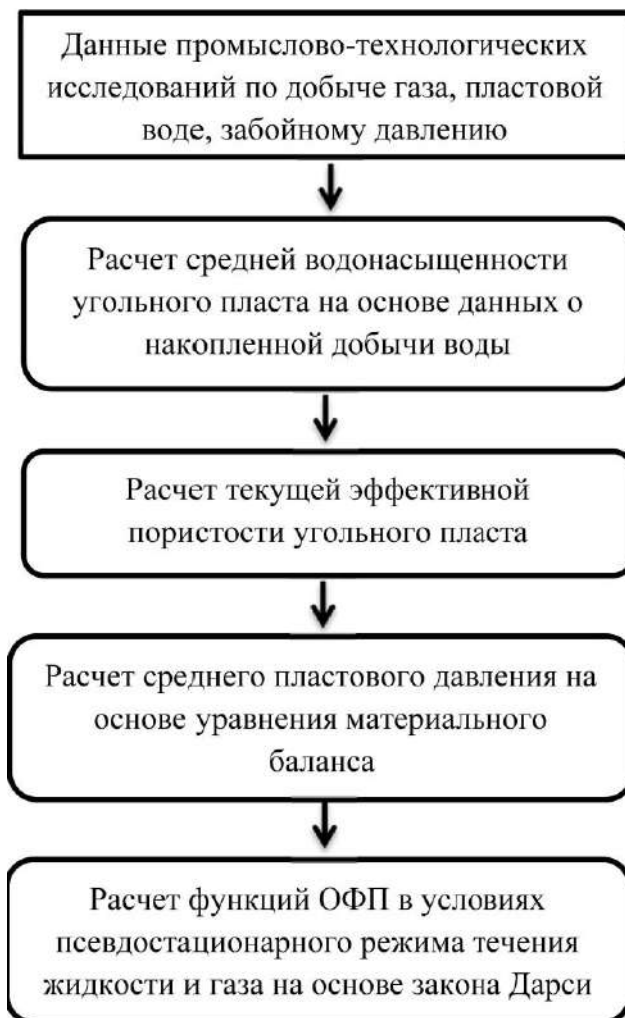 Данные промыслово-технологических
исследований по добыче газа, пластовой
воде, забойному давлению
Расчет средней водонасыщенности
угольного пласта на основе данных о
накопленной добычи воды
Расчет текущей эффективной
пористости угольного пласта
Расчет среднего пластового давления на
основе уравнения материального
баланса
Расчет функций ОФП в условиях
псевдостационарного режима течения
жидкости и газа на основе закона Дарси